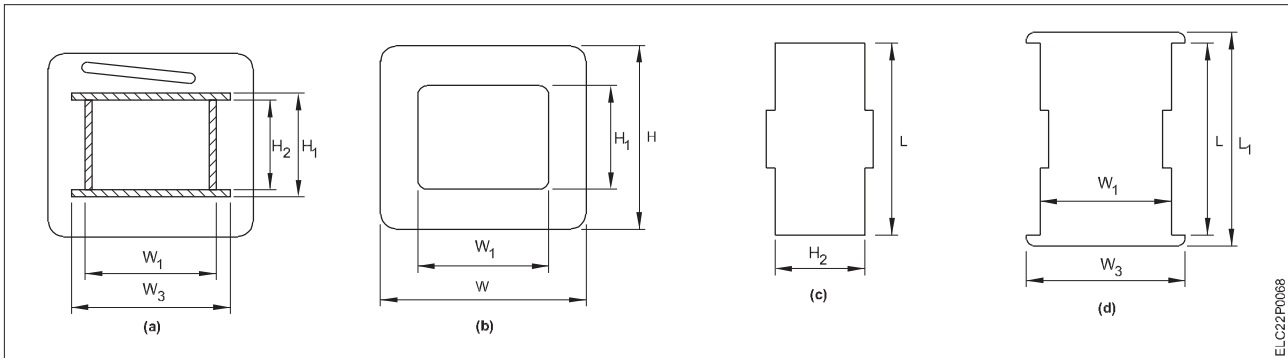 H₂
H₁
W₁
W₃
(a)
H₁
H
W₁
W
(b)
L
H₂
(c)
W₁
L
L₁
W₃
(d)
ELC22P0068